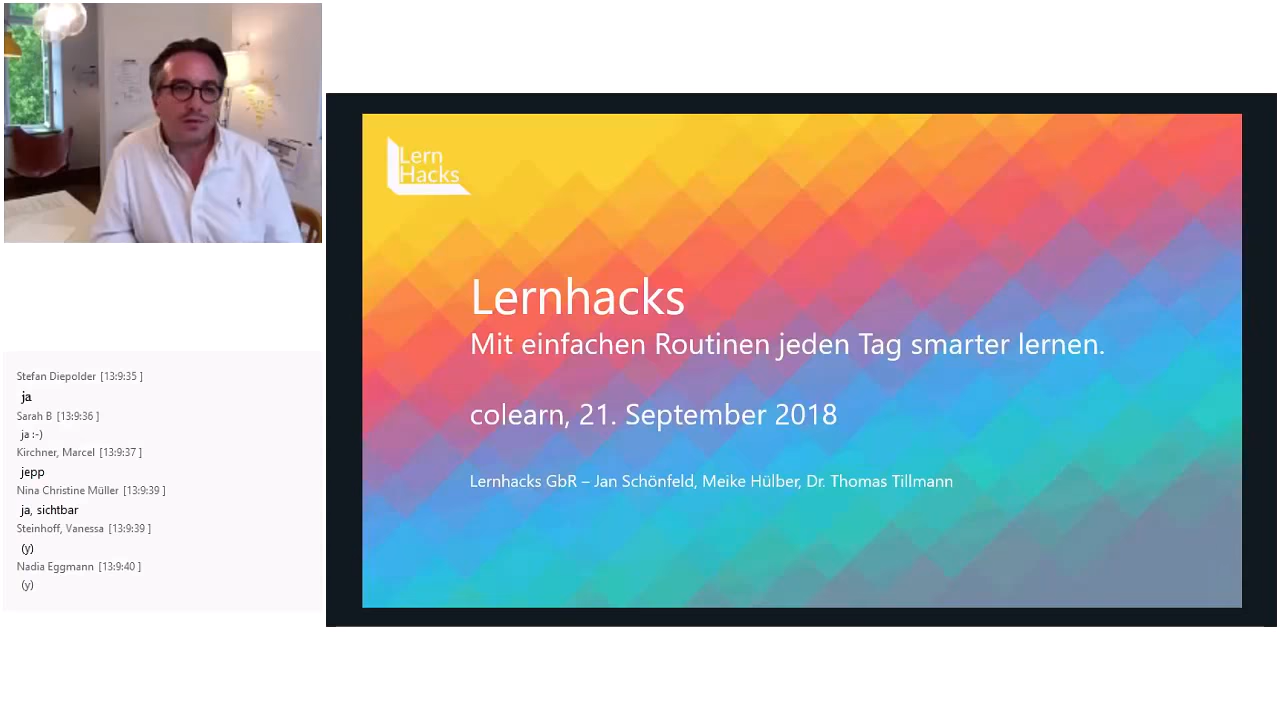 Lern
Hacks
Lernhacks
Mit einfachen Routinen jeden Tag smarter lernen.
colearn, 21. September 2018
Lernhacks GbR – Jan Schönfeld, Meike Hülber, Dr. Thomas Tillmann
Stefan Diepolder [13:9:35 ]
ja
Sarah B [13:9:36 ]
ja :-)
Kirchner, Marcel [13:9:37 ]
jepp
Nina Christine Müller [13:9:39 ]
ja, sichtbar
Steinhoff, Vanessa [13:9:39 ]
(y)
Nadia Eggmann [13:9:40 ]
(y)